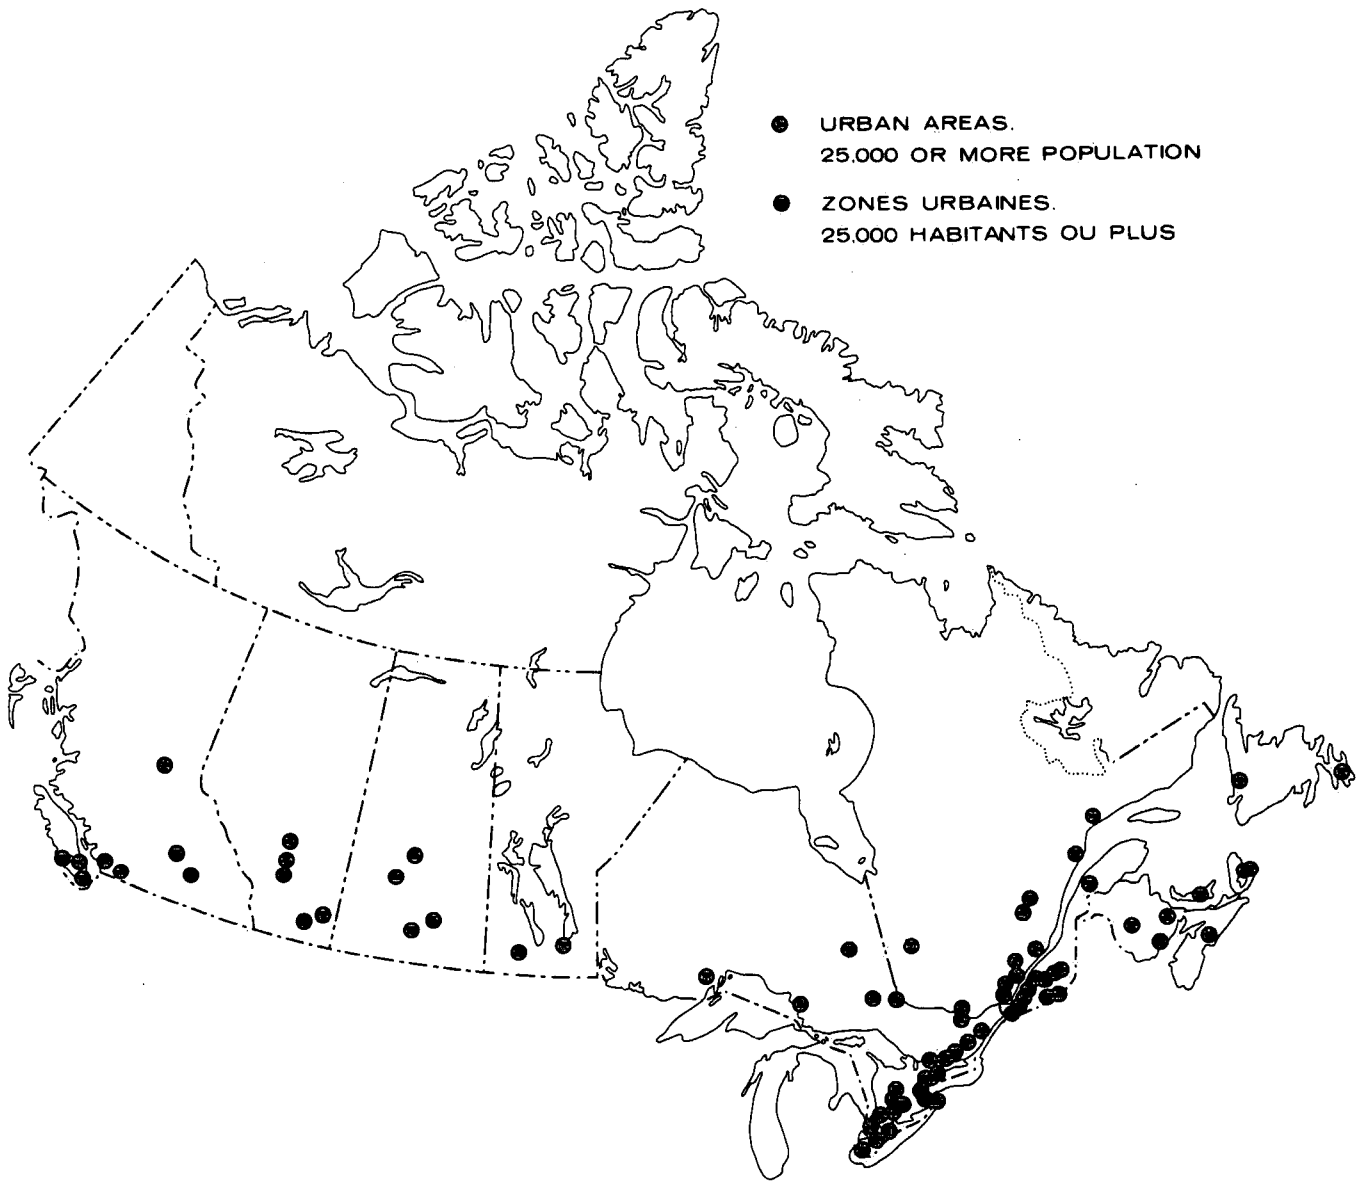 URBAN AREAS.
25.000 OR MORE POPULATION
ZONES URBAINES.
25.000 HABITANTS OU PLUS